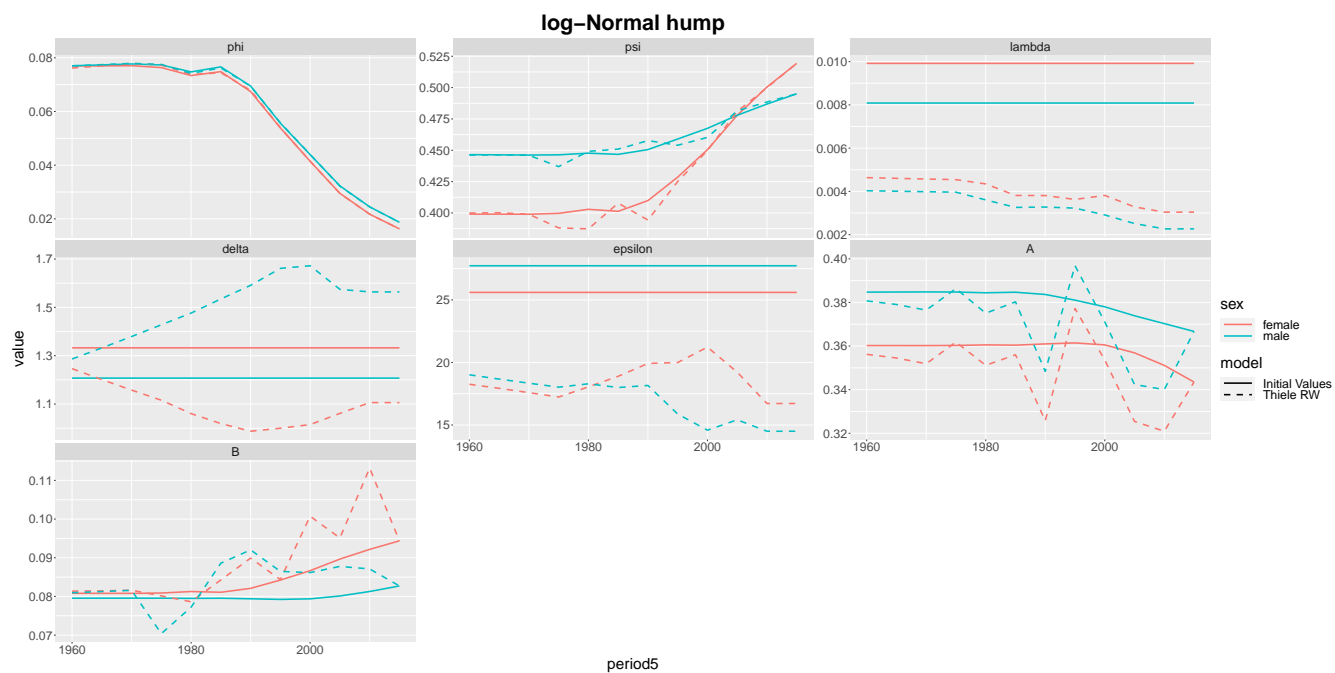 log−Normal hump
phi
psi
lambda
0.08
0.06
0.04
0.02
0.525
0.500
0.475
0.450
0.425
0.400
0.010
0.008
0.006
0.004
0.002
delta
epsilon
A
1.7
1.5
1.3
1.1
25
20
15
0.40
0.38
0.36
0.34
0.32
1960
1980
2000
1960
1980
2000
B
0.11
0.10
0.09
0.08
0.07
1960
1980
2000
value
period5
sex
female
male
model
Initial Values
Thiele RW